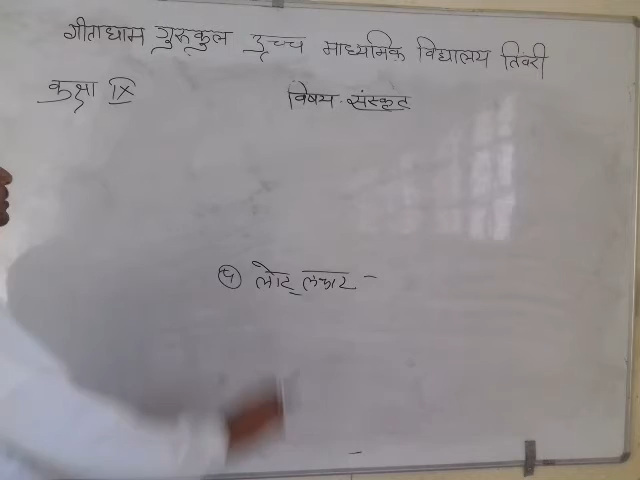 गीताधाम गुरुकुल उच्च माध्यमिक विद्यालय तिंवरी
कक्षा IX विषय - संस्कृत
५ लोट् लकार -